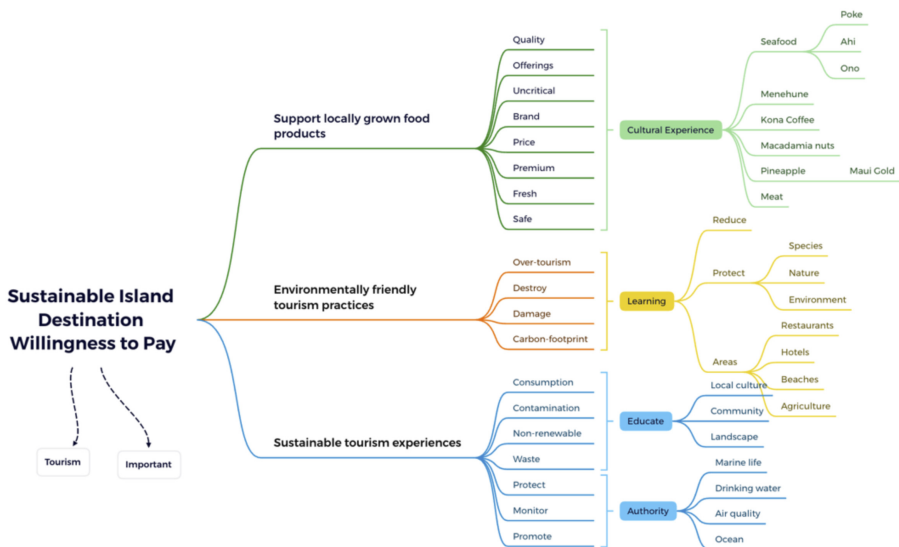 Sustainable Island
Destination
Willingness to Pay
Tourism
Important
Support locally grown food
products
Quality
Offerings
Uncritical
Brand
Price
Premium
Fresh
Safe
Cultural Experience
Seafood
Poke
Ahi
Ono
Menehune
Kona Coffee
Macadamia nuts
Pineapple
Maui Gold
Meat
Environmentally friendly
tourism practices
Over-tourism
Destroy
Damage
Carbon-footprint
Learning
Reduce
Protect
Species
Nature
Environment
Areas
Restaurants
Hotels
Beaches
Agriculture
Sustainable tourism experiences
Consumption
Contamination
Non-renewable
Waste
Educate
Local culture
Community
Landscape
Protect
Monitor
Promote
Authority
Marine life
Drinking water
Air quality
Ocean